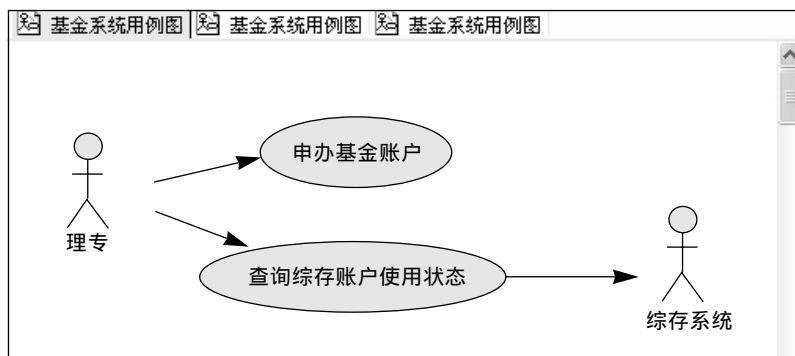 基金系统用例图 基金系统用例图 基金系统用例图
申办基金账户
理专
查询综存账户使用状态
综存系统